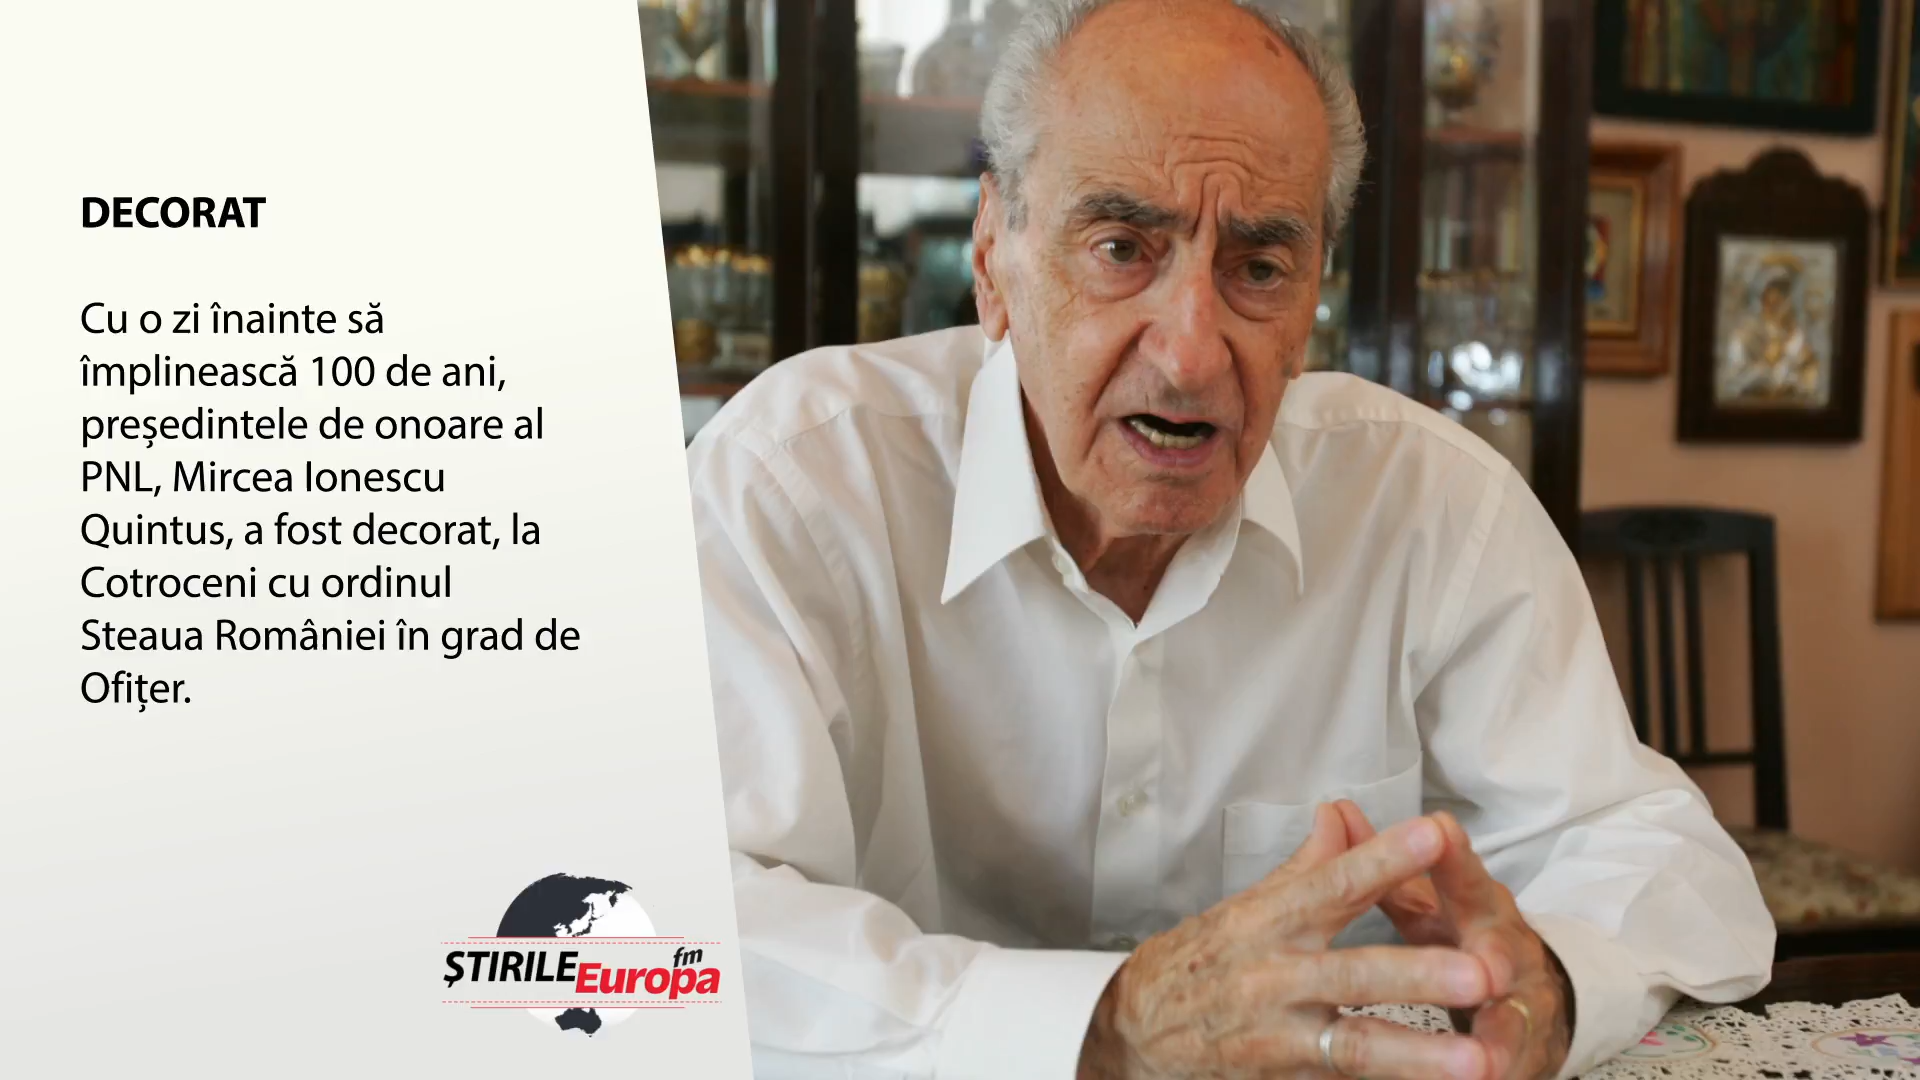 DECORAT
Cu o zi înainte să
împlinească 100 de ani,
președintele de onoare al
PNL, Mircea Ionescu
Quintus, a fost decorat, la
Cotroceni cu ordinul
Steaua României în grad de
Ofițer.
ȘTIRILE Europa fm